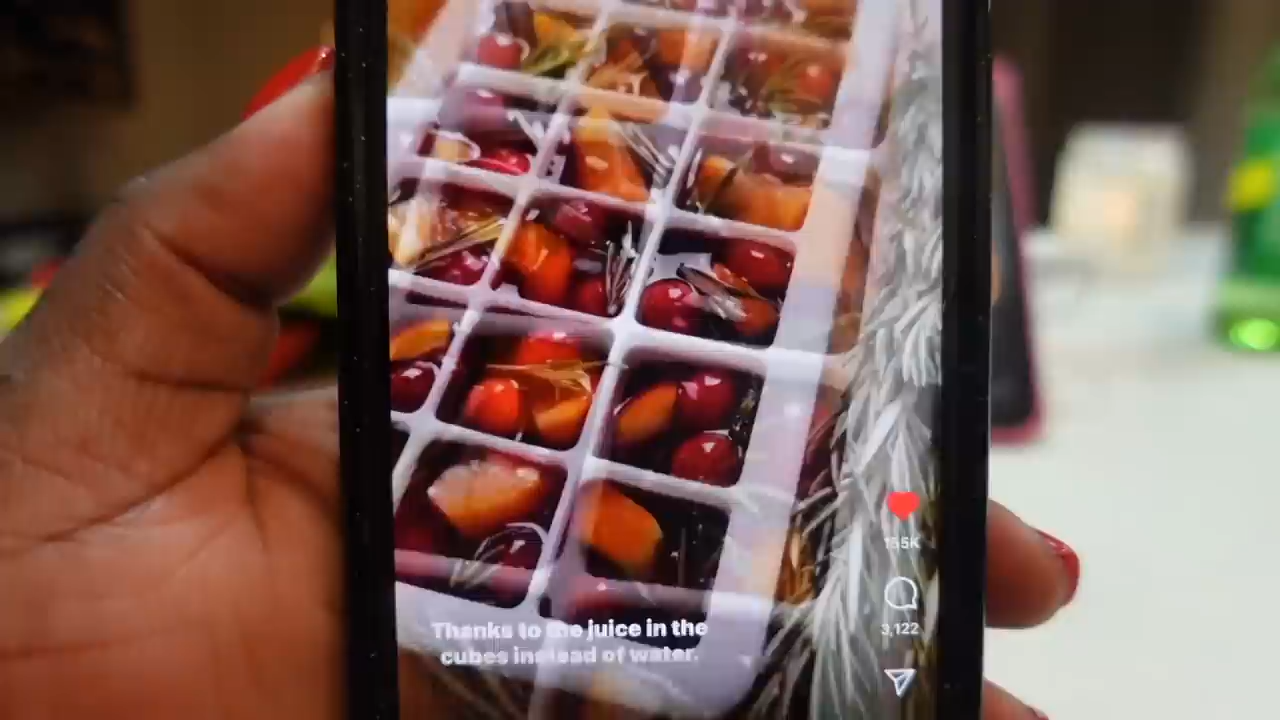 155K
3,122
Thanks to the juice in the
cubes instead of water.